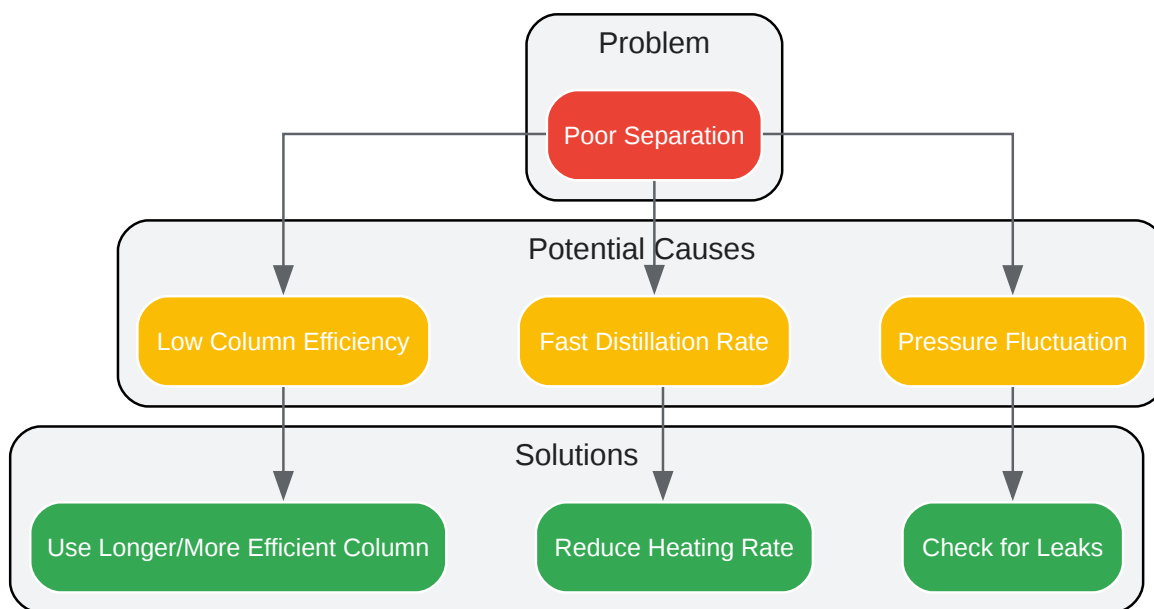 Problem
Poor Separation
Potential Causes
Low Column Efficiency
Fast Distillation Rate
Pressure Fluctuation
Solutions
Use Longer/More Efficient Column
Reduce Heating Rate
Check for Leaks